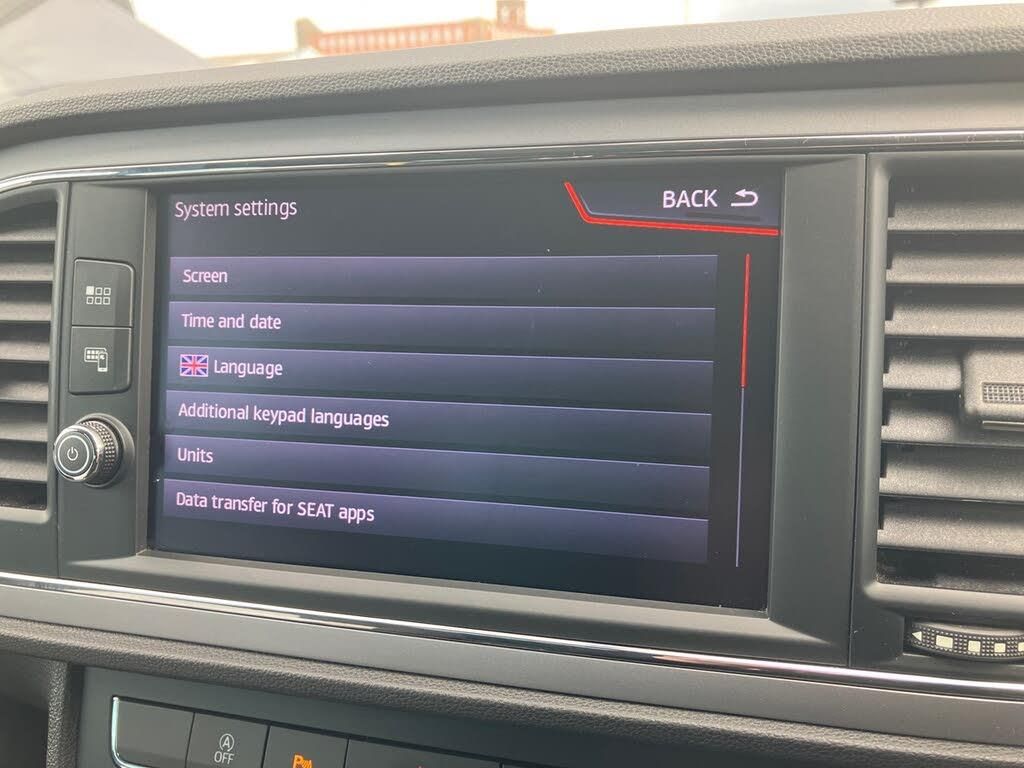 System settings
BACK
Screen
Time and date
Language
Additional keypad languages
Units
Data transfer for SEAT apps
A
OFF
P